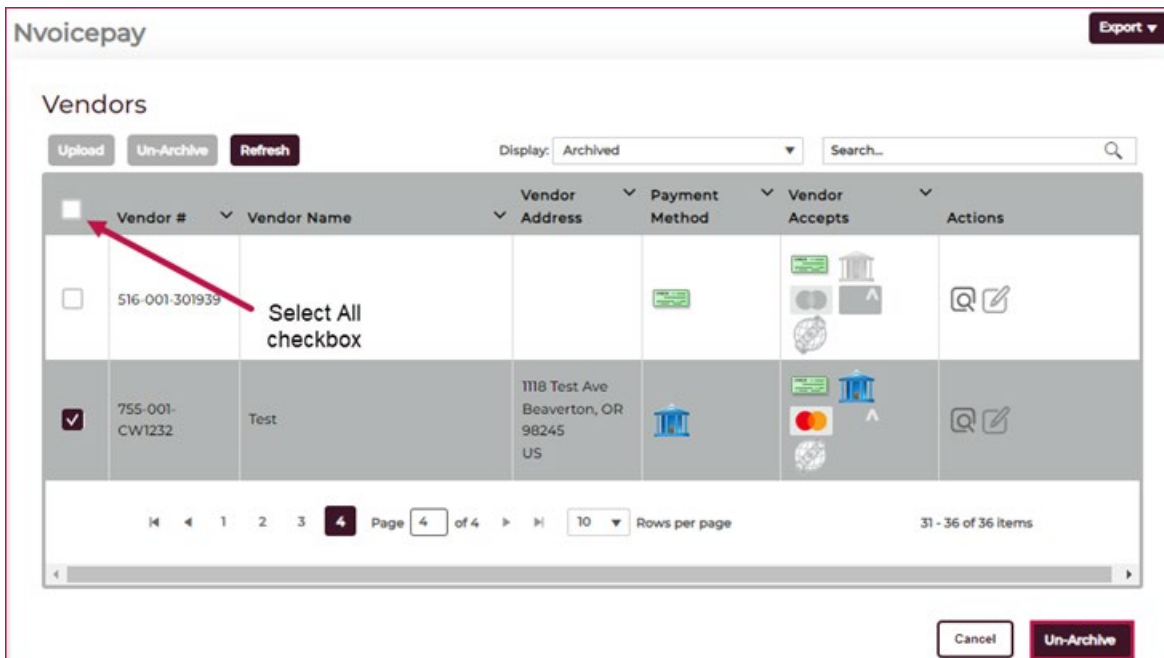 Nvoicepay
Export
Vendors
Upload
Un-Archive
Refresh
Display: Archived
Search...
Vendor #
Vendor Name
Vendor
Address
Payment
Method
Vendor
Accepts
Actions
516-001-301939
Select All
checkbox
755-001-
CW1232
Test
1118 Test Ave
Beaverton, OR
98245
US
1 2 3 4 Page 4 of 4 10 Rows per page 31 - 36 of 36 items
Cancel
Un-Archive